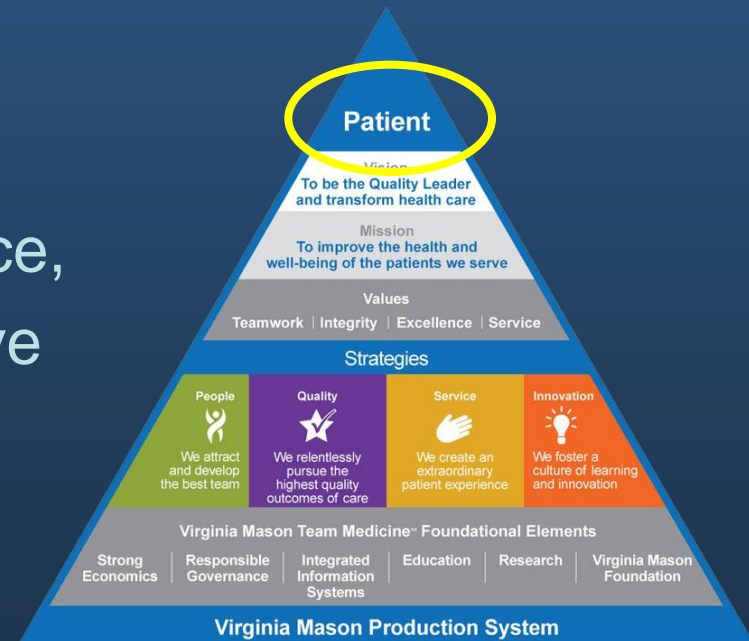 ce,
ve
Patient
Vision
To be the Quality Leader
and transform health care
Mission
To improve the health and
well-being of the patients we serve
Values
Teamwork | Integrity | Excellence | Service
Strategies
People
We attract
and develop
the best team
Quality
We relentlessly
pursue the
highest quality
outcomes of care
Service
We create an
extraordinary
patient experience
Innovation
We foster a
culture of learning
and innovation
Virginia Mason Team Medicine℠ Foundational Elements
Strong
Economics
Responsible
Governance
Integrated
Information
Systems
Education
Research
Virginia Mason
Foundation
Virginia Mason Production System